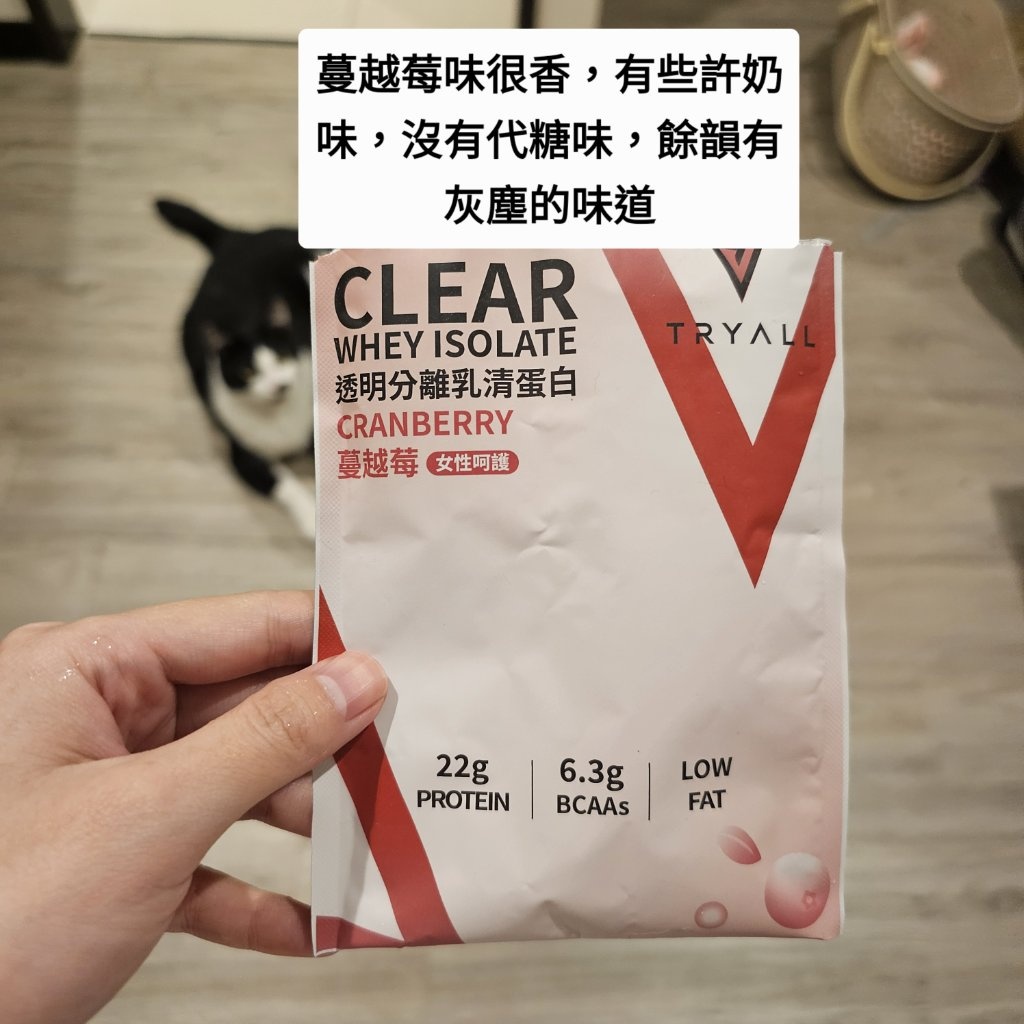 蔓越莓味很香，有些許奶
味，沒有代糖味，餘韻有
灰塵的味道
CLEAR
WHEY ISOLATE
透明分離乳清蛋白
CRANBERRY
蔓越莓 女性呵護
TRYALL
22g
PROTEIN
6.3g
BCAAs
LOW
FAT